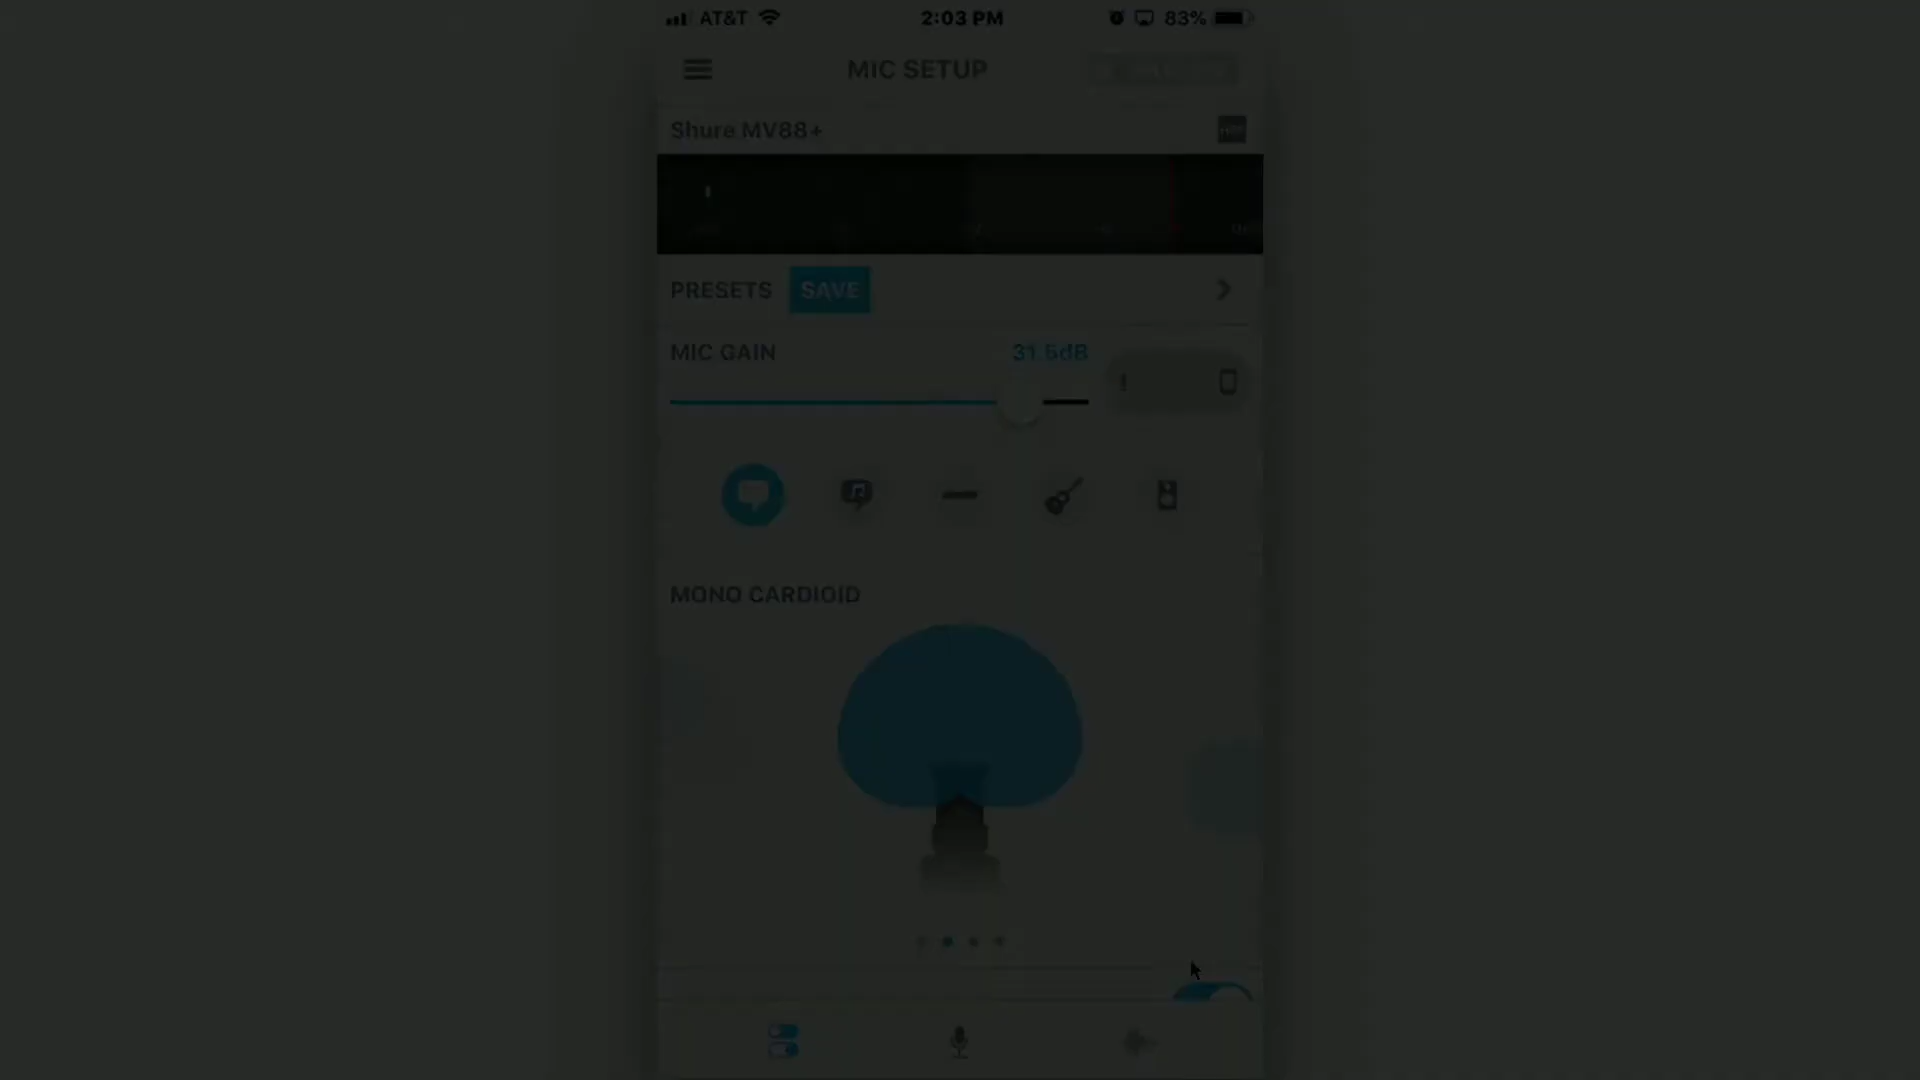 AT&T 2:03 PM 83%
MIC SETUP
Shure MV88+
PRESETS SAVE
MIC GAIN 31.5dB
MONO CARDIOID